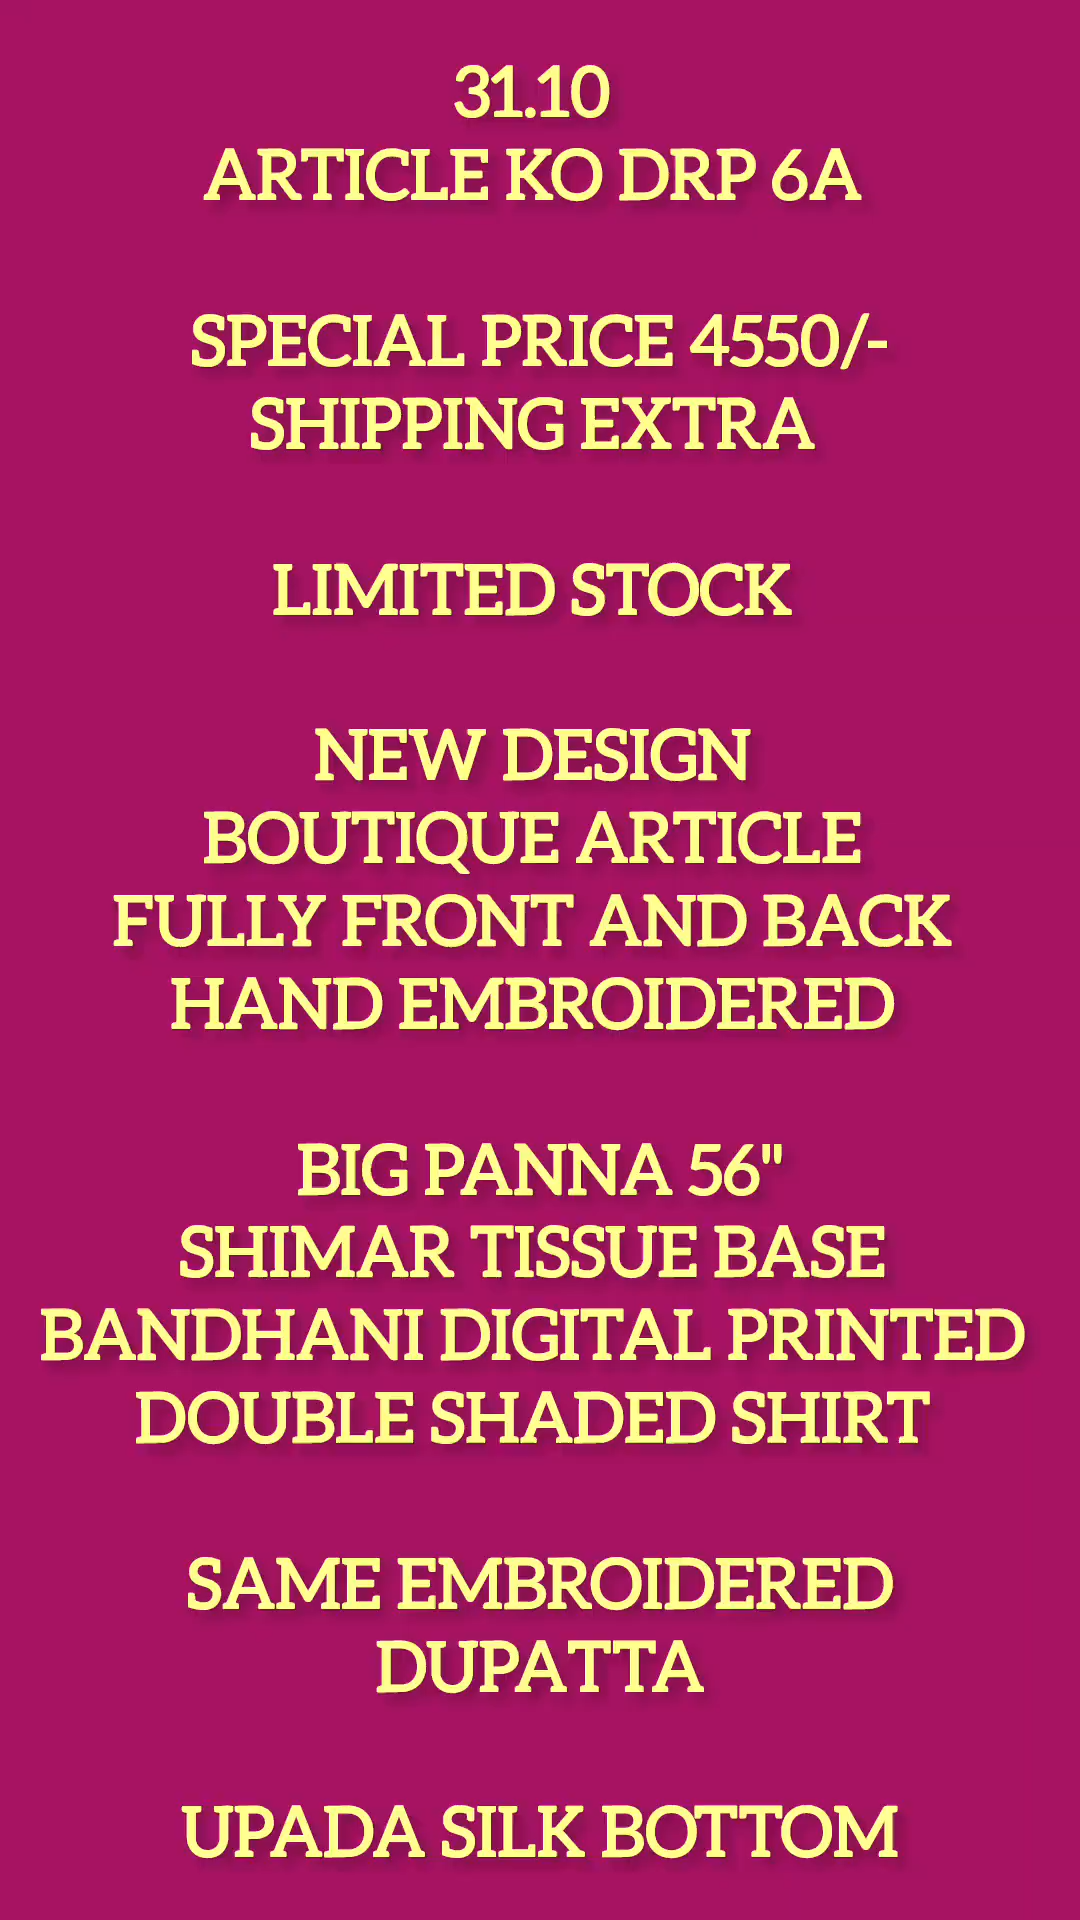 31.10
ARTICLE KO DRP 6A
SPECIAL PRICE 4550/-
SHIPPING EXTRA
LIMITED STOCK
NEW DESIGN
BOUTIQUE ARTICLE
FULLY FRONT AND BACK
HAND EMBROIDERED
BIG PANNA 56"
SHIMAR TISSUE BASE
BANDHANI DIGITAL PRINTED
DOUBLE SHADED SHIRT
SAME EMBROIDERED
DUPATTA
UPADA SILK BOTTOM